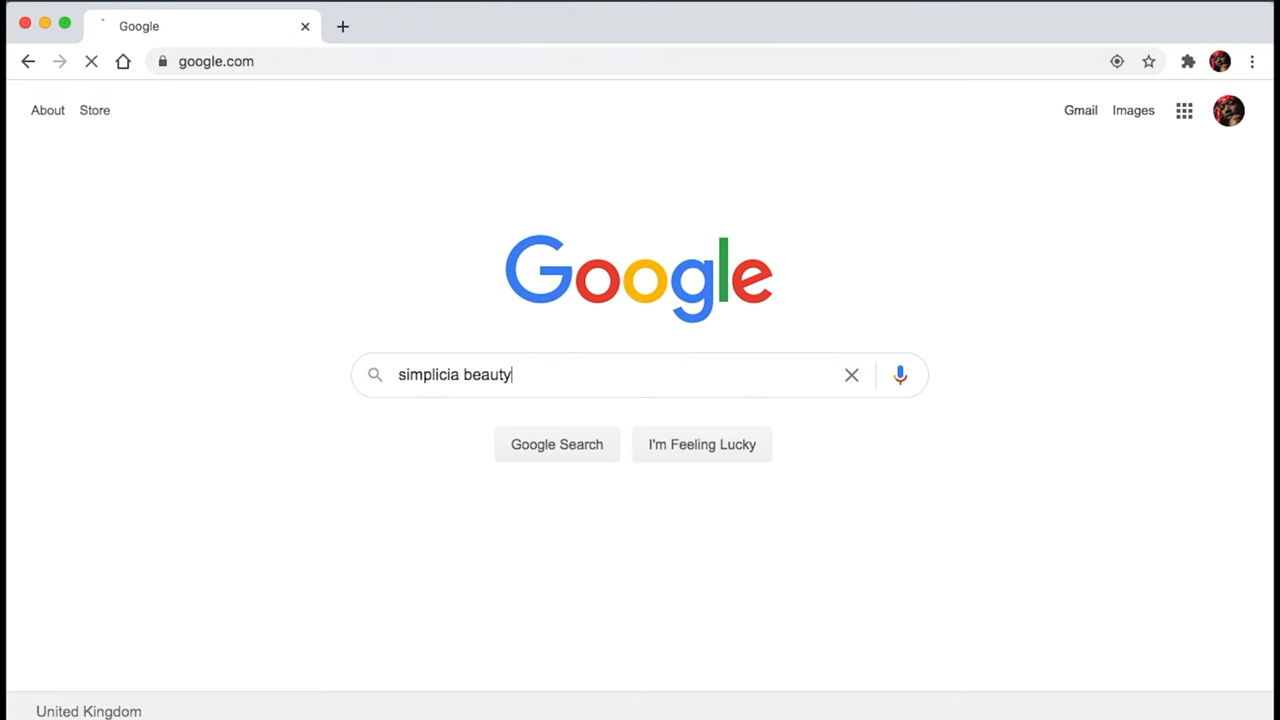 Google
google.com
About Store
Gmail Images
Google
simplicia beauty
Google Search I'm Feeling Lucky
United Kingdom